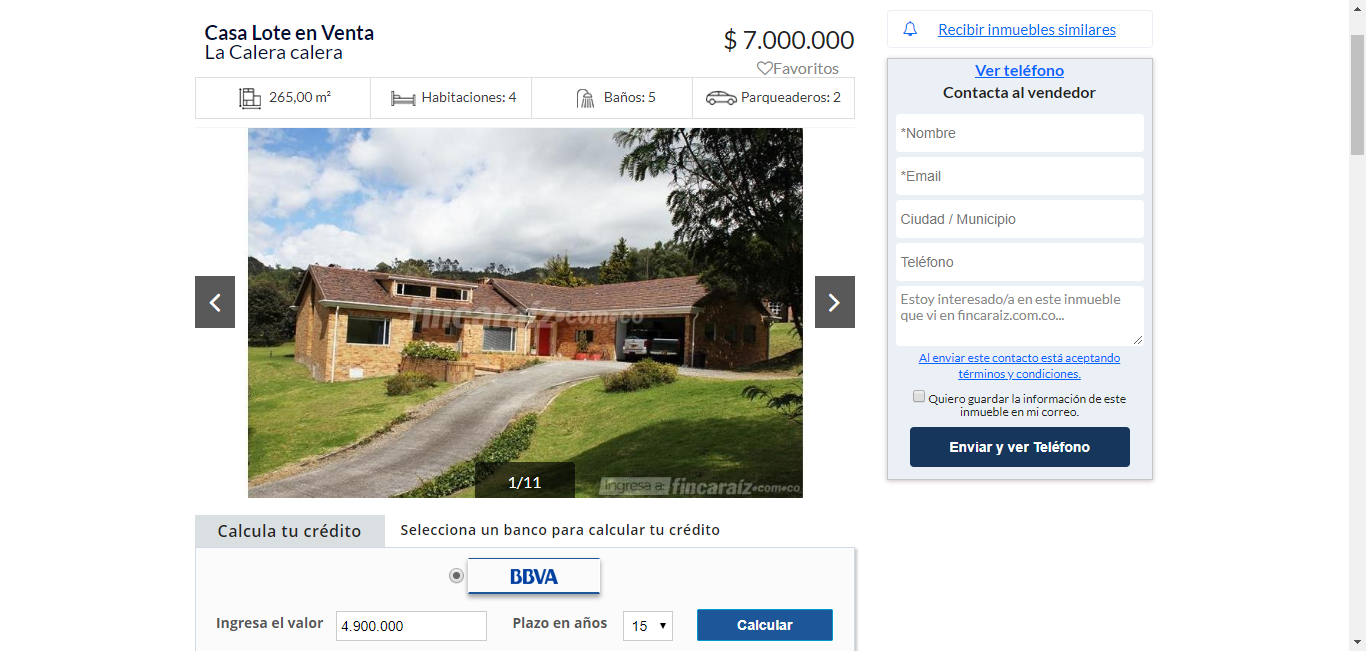 Casa Lote en Venta
La Calera calera
$ 7.000.000
Favoritos
265,00 m²
Habitaciones: 4
Baños: 5
Parqueaderos: 2
fincaraíz.com.co
1/11
Ingresa a: fincaraíz.com.co
Calcula tu crédito
Selecciona un banco para calcular tu crédito
BBVA
Ingresa el valor
4.900.000
Plazo en años
15
Calcular
Recibir inmuebles similares
Ver teléfono
Contacta al vendedor
*Nombre
*Email
Ciudad / Municipio
Teléfono
Estoy interesado/a en este inmueble
que vi en fincaraiz.com.co...
Al enviar este contacto está aceptando
términos y condiciones.
Quiero guardar la información de este
inmueble en mi correo.
Enviar y ver Teléfono